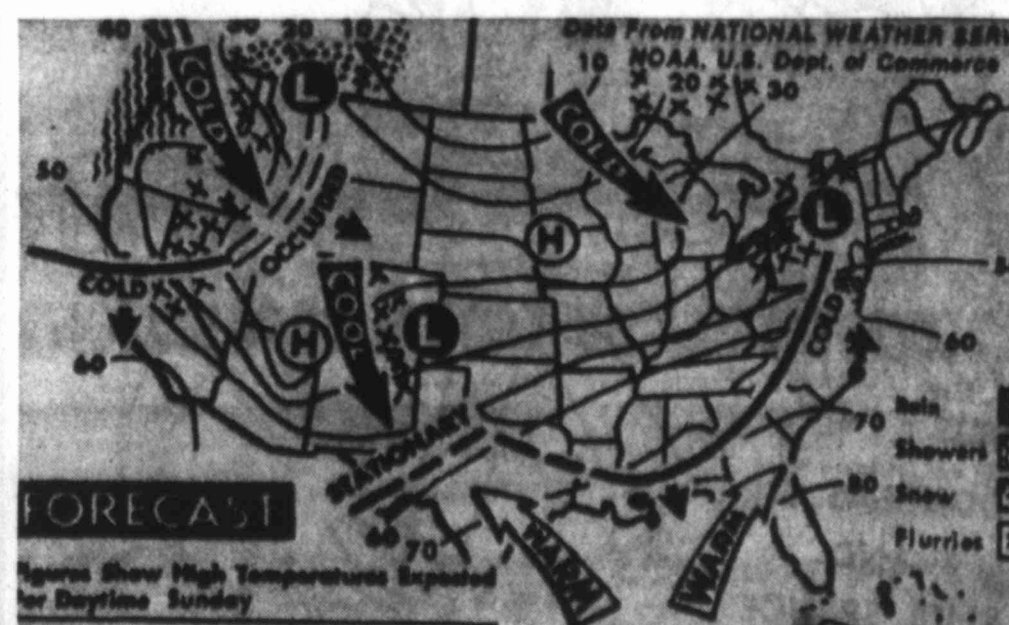 Data From NATIONAL WEATHER
NOAA, U.S. Dept. of Commerce
20
10
10
20
30
L
COLD
COLD
50
OCCLUDED
L
H
COLD
COOL
H
L
COLD
60
60
70
Rain
STATIONARY
Showers
80
Snow
FORECAST
60
70
WARM
WARM
Flurries
Figures Show High Temperatures Expected
For Daytime Sunday